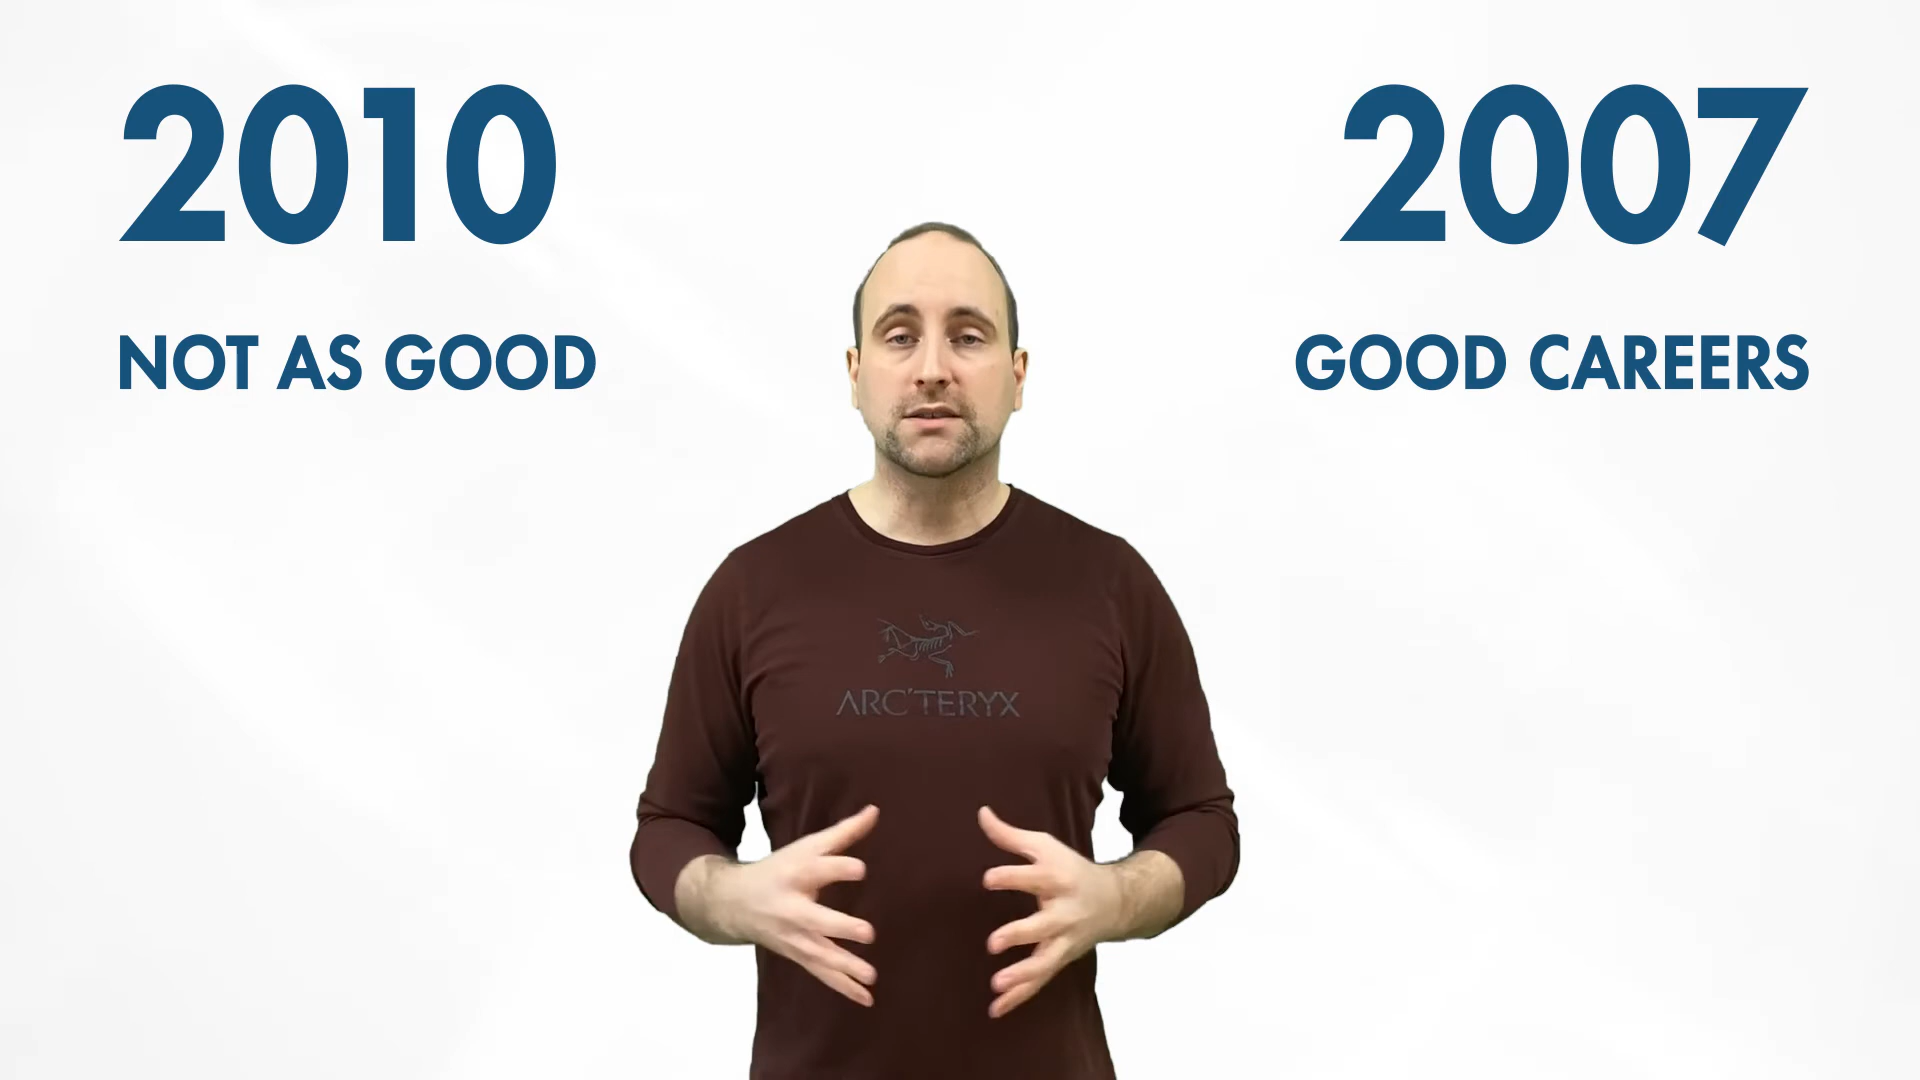 2010
NOT AS GOOD
2007
GOOD CAREERS
ARC'TERYX